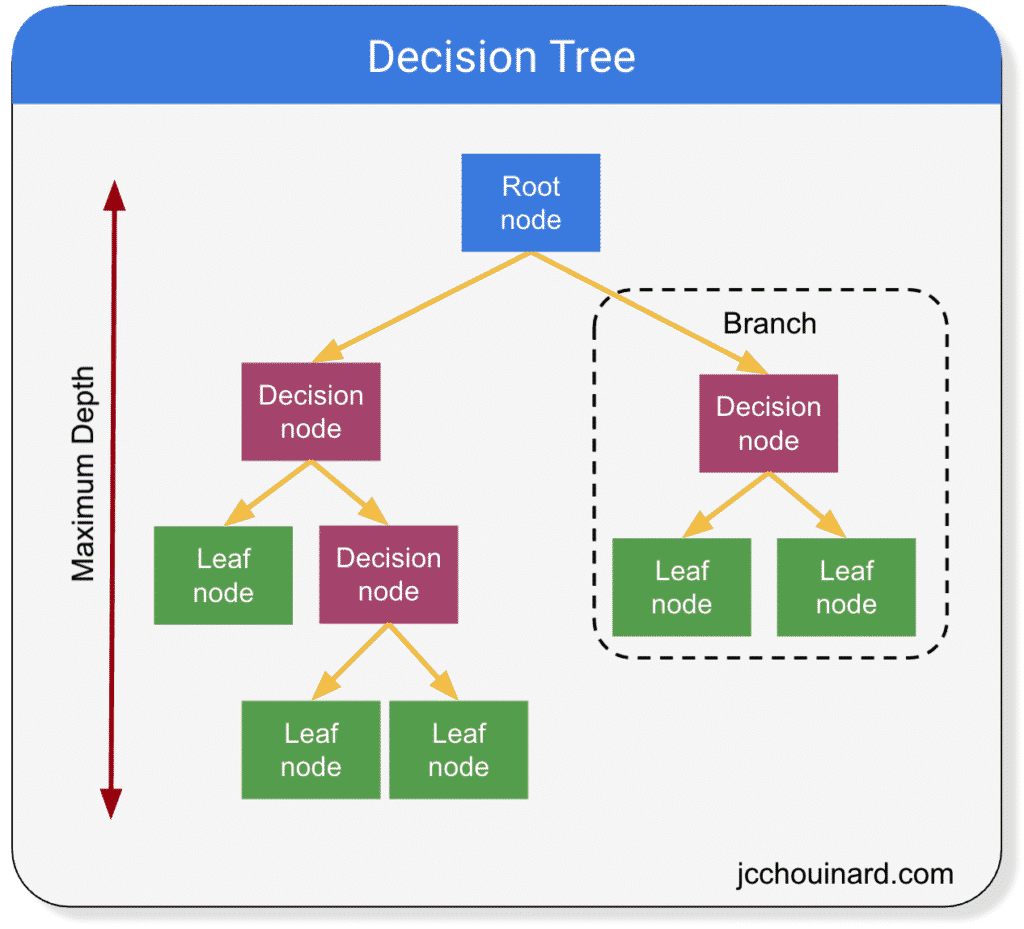 Decision Tree
Root
node
Branch
Maximum Depth
Decision
node
Decision
node
Leaf
node
Decision
node
Leaf
node
Leaf
node
Leaf
node
Leaf
node
jcchouinard.com